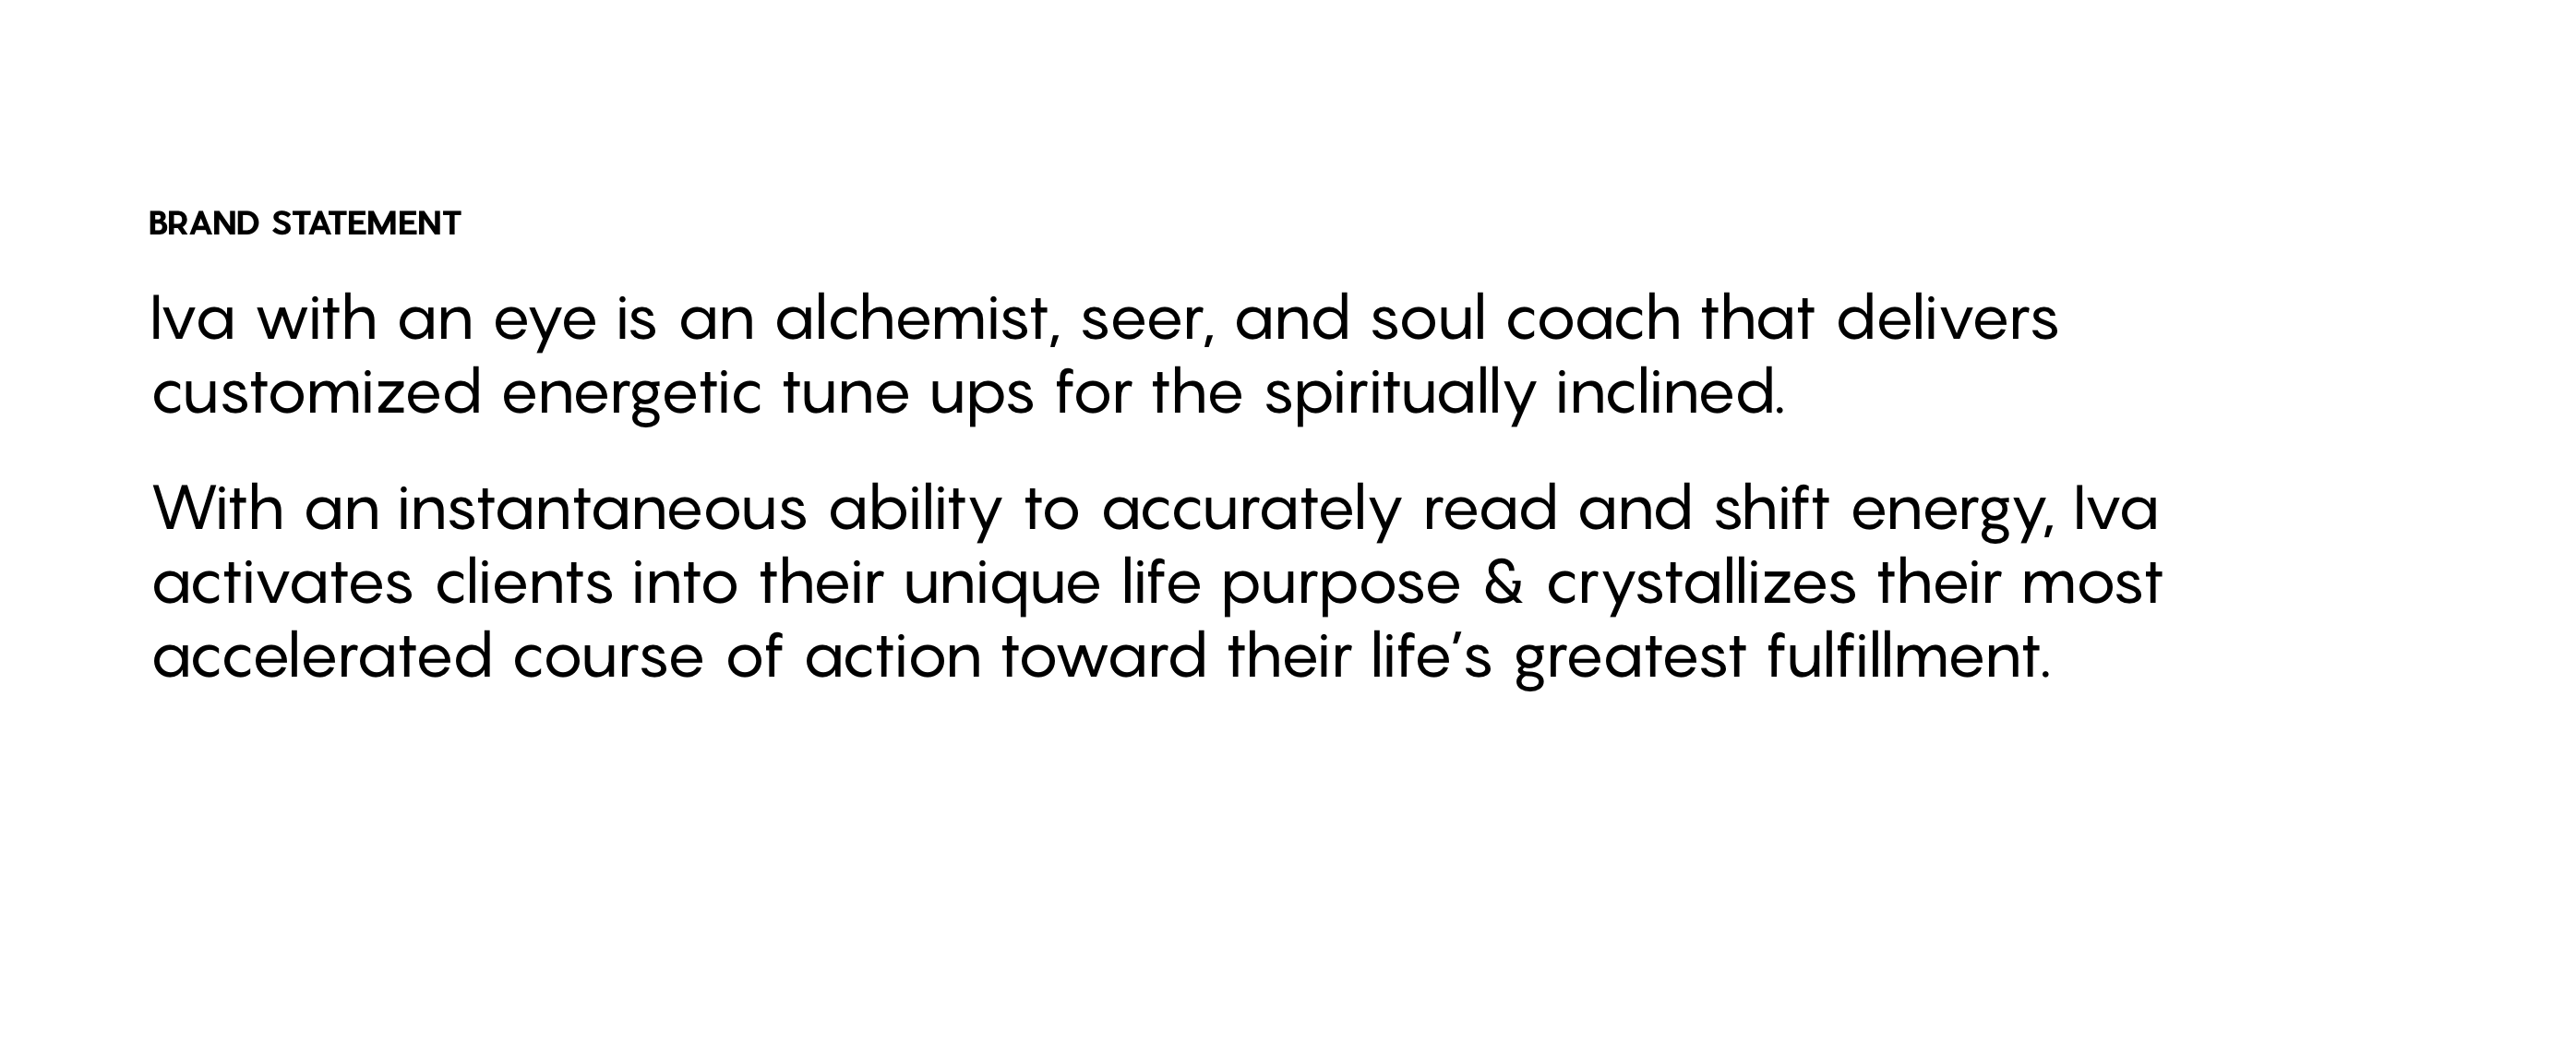 BRAND STATEMENT
Iva with an eye is an alchemist, seer, and soul coach that delivers
customized energetic tune ups for the spiritually inclined.
With an instantaneous ability to accurately read and shift energy, Iva
activates clients into their unique life purpose & crystallizes their most
accelerated course of action toward their life’s greatest fulfillment.